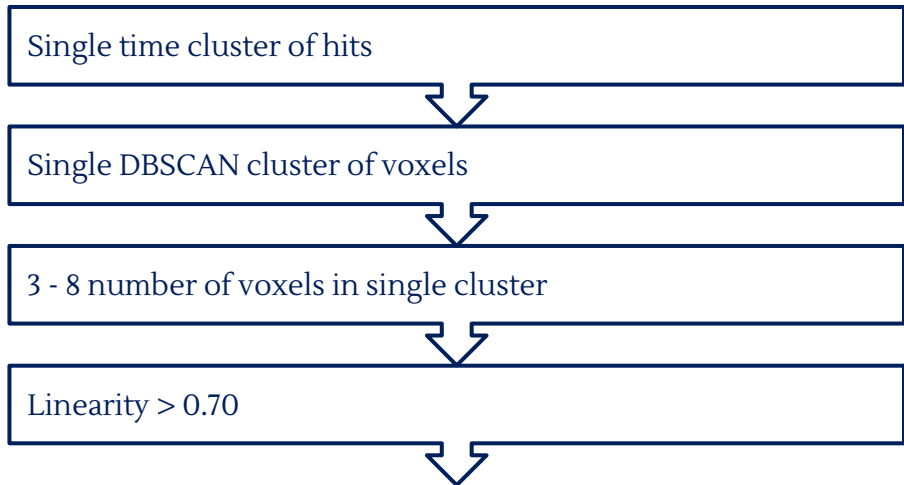 Single time cluster of hits
Single DBSCAN cluster of voxels
3 - 8 number of voxels in single cluster
Linearity > 0.70